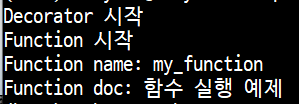 Decorator 시작
Function 시작
Function name: my_function
Function doc: 함수 실행 예제